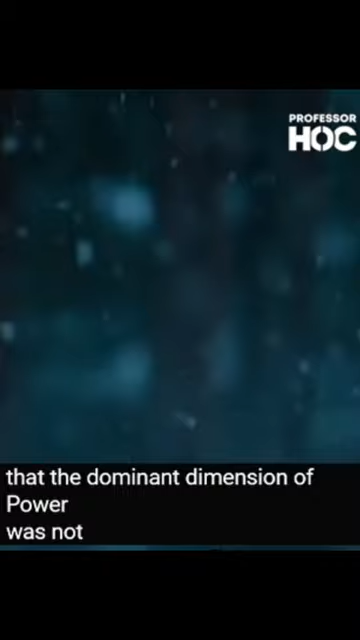 PROFESSOR
HOC
that the dominant dimension of
Power
was not